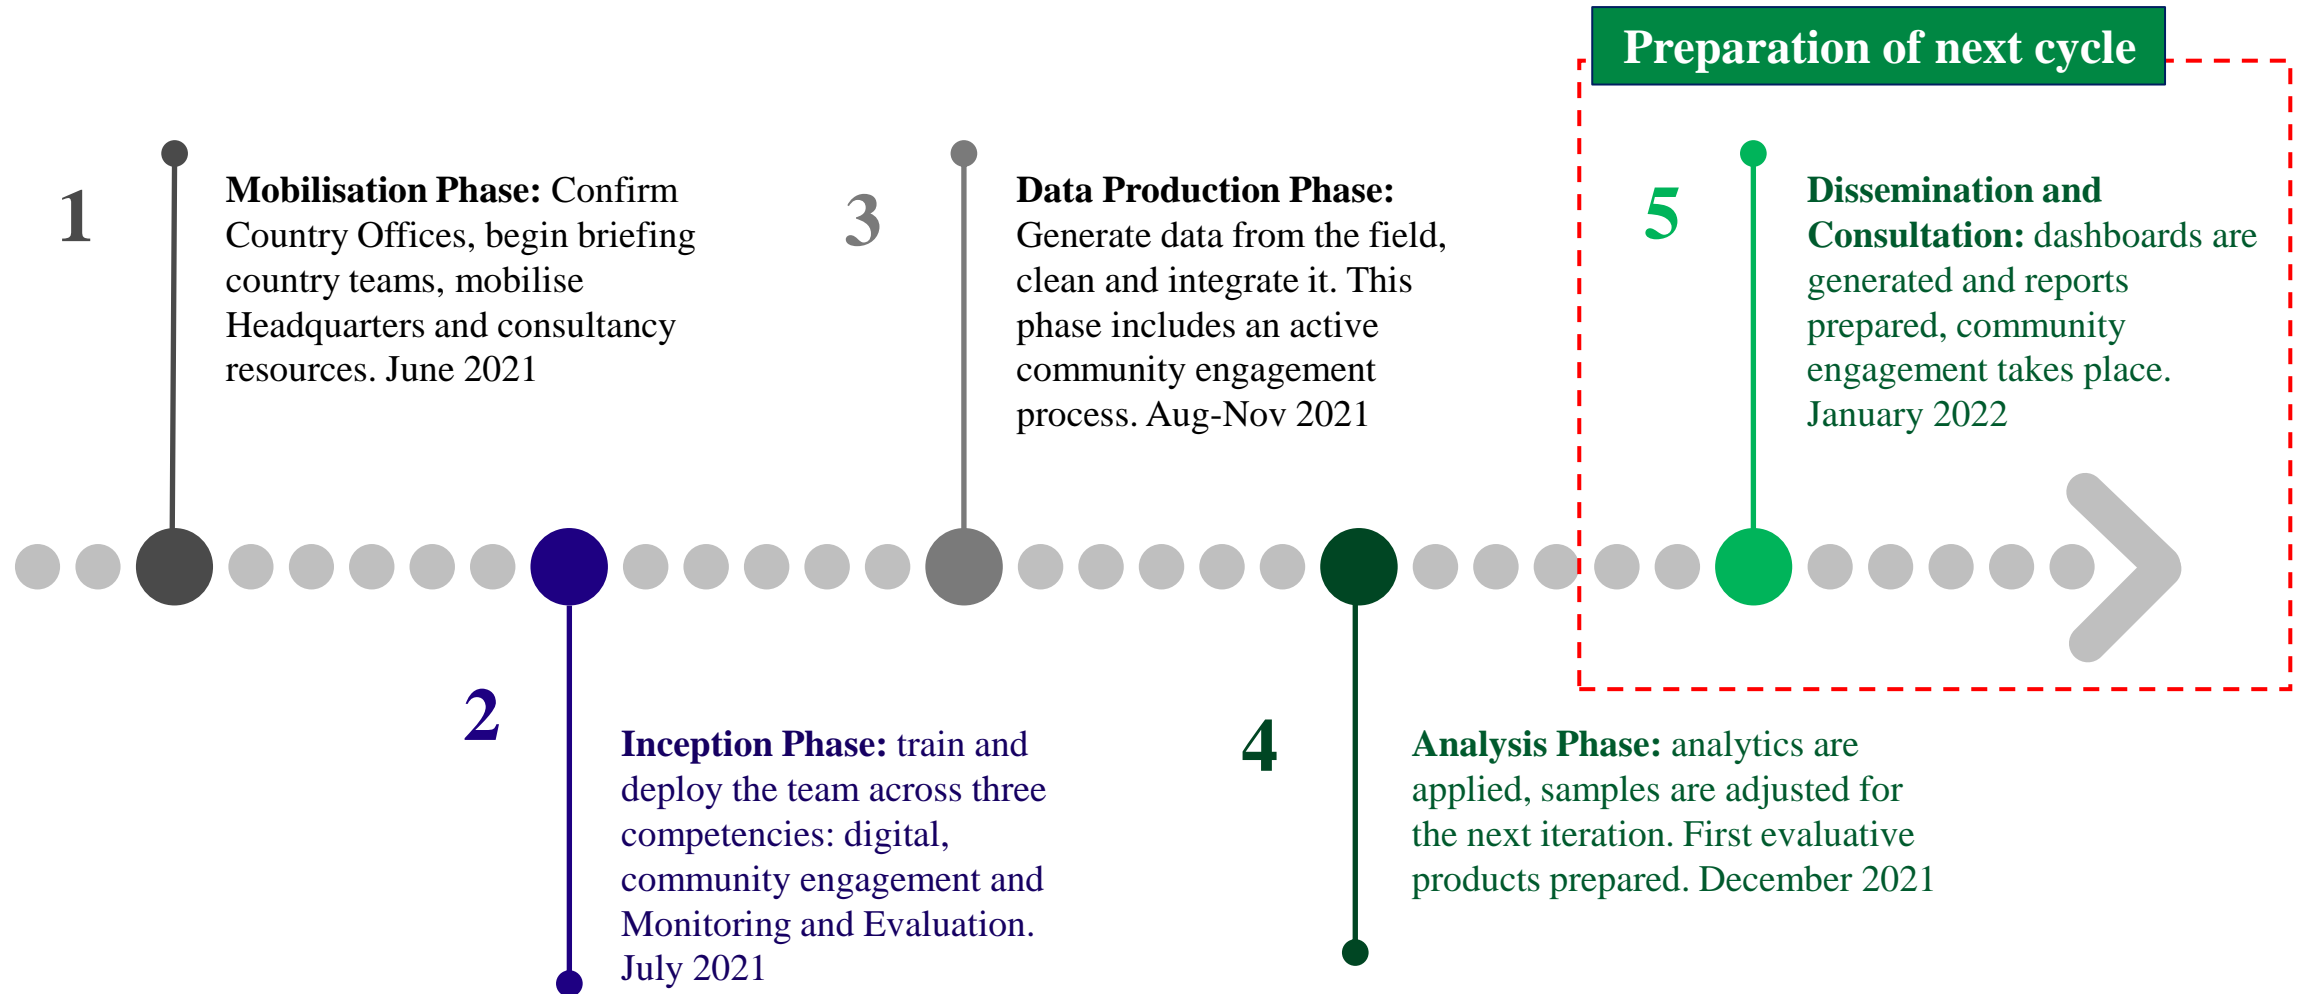 Preparation of next cycle
1
Mobilisation Phase: Confirm
Country Offices, begin briefing
country teams, mobilise
Headquarters and consultancy
resources. June 2021
3
Data Production Phase:
Generate data from the field,
clean and integrate it. This
phase includes an active
community engagement
process. Aug-Nov 2021
5
Dissemination and
Consultation: dashboards are
generated and reports
prepared, community
engagement takes place.
January 2022
2
Inception Phase: train and
deploy the team across three
competencies: digital,
community engagement and
Monitoring and Evaluation.
July 2021
4
Analysis Phase: analytics are
applied, samples are adjusted for
the next iteration. First evaluative
products prepared. December 2021